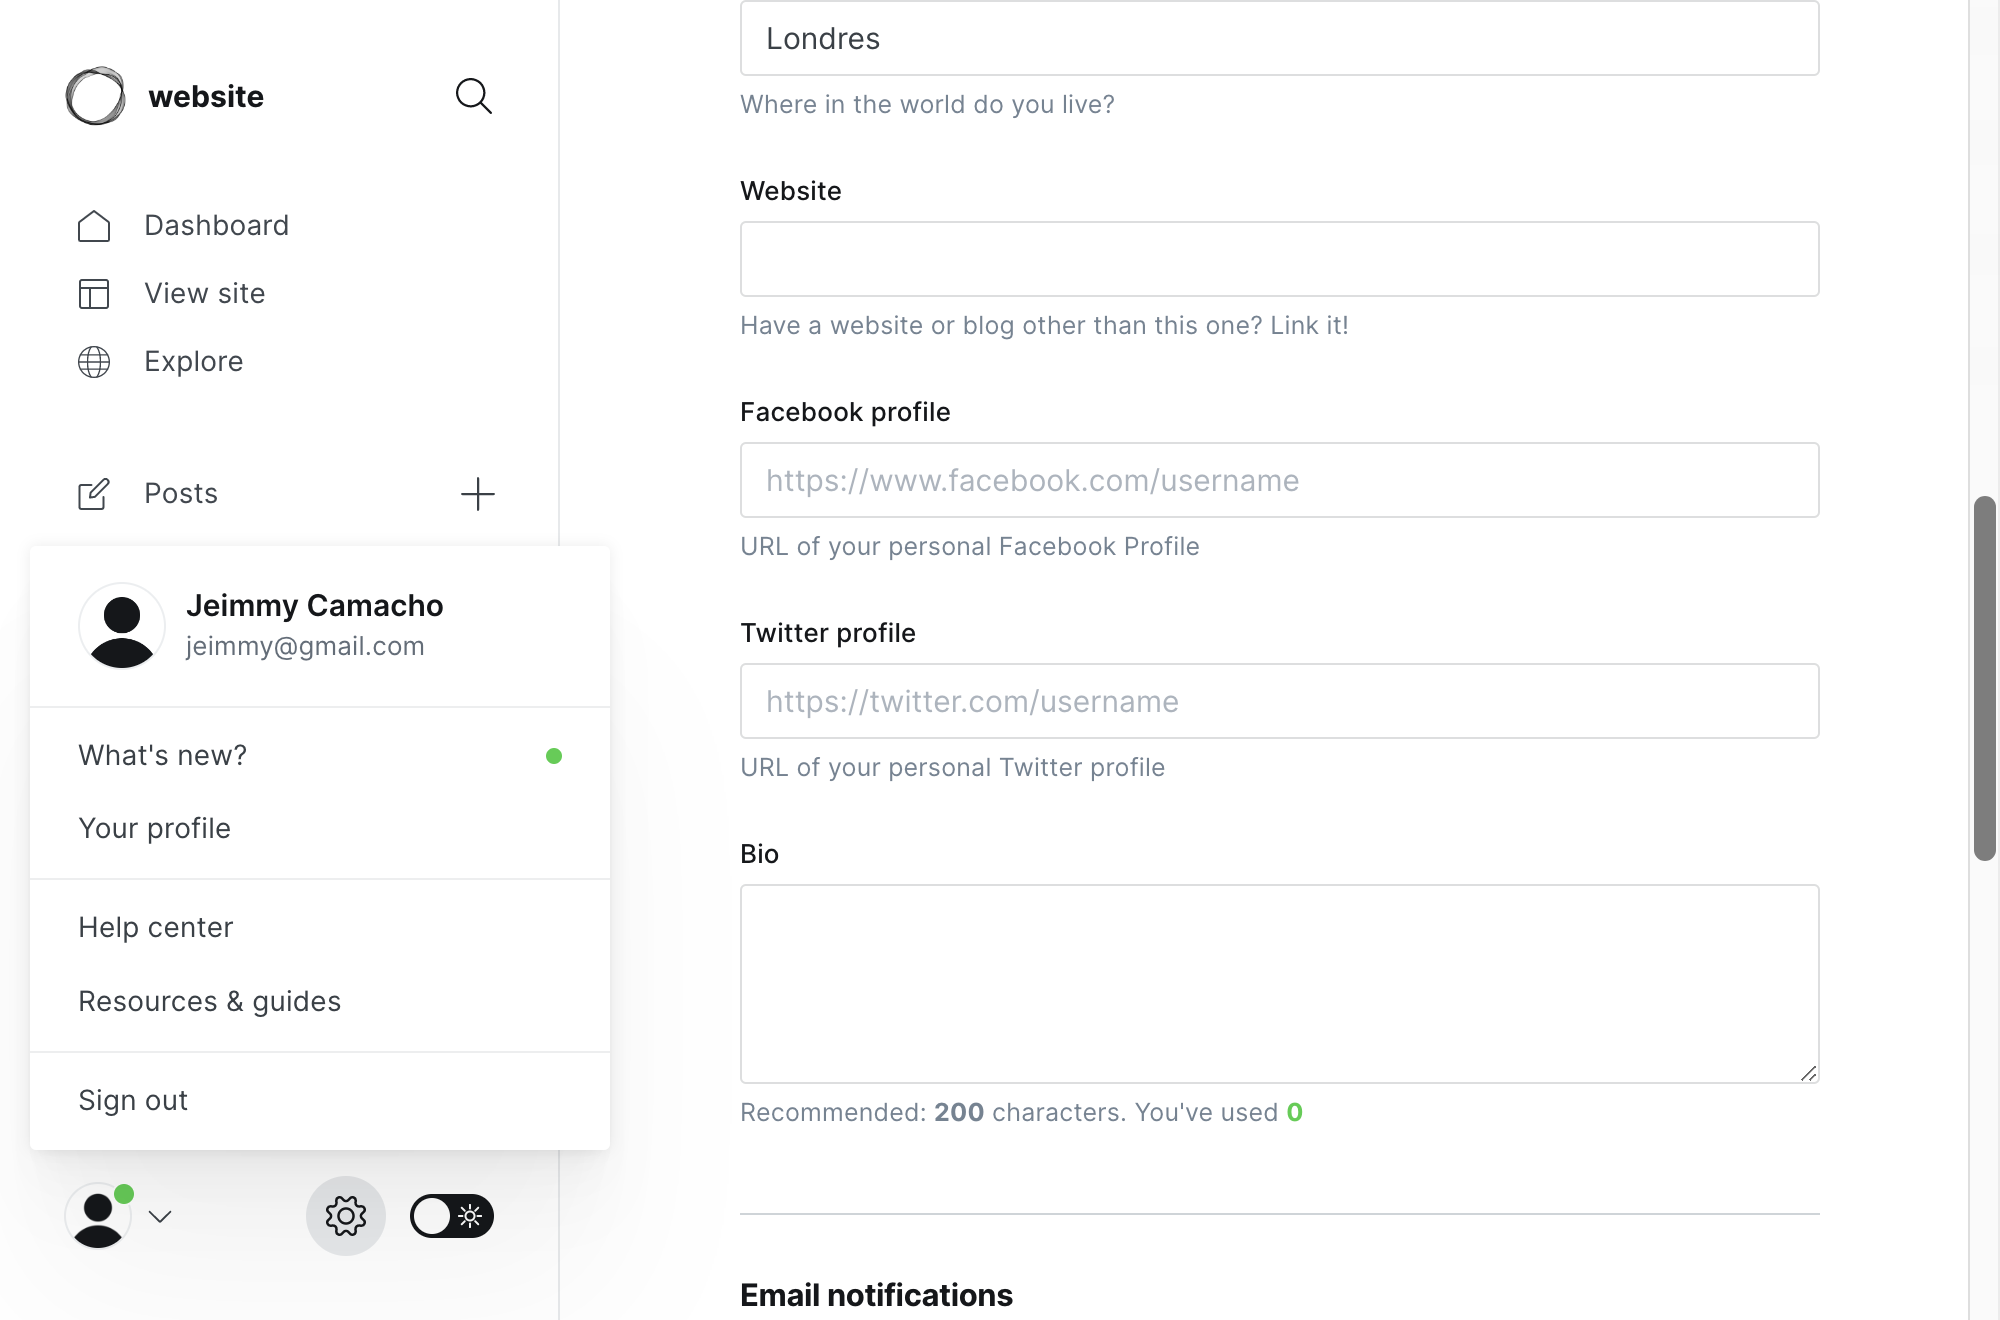 website
Dashboard
View site
Explore
Posts
Jeimmy Camacho
jeimmy@gmail.com
What's new?
Your profile
Help center
Resources & guides
Sign out
Londres
Where in the world do you live?
Website
Have a website or blog other than this one? Link it!
Facebook profile
https://www.facebook.com/username
URL of your personal Facebook Profile
Twitter profile
https://twitter.com/username
URL of your personal Twitter profile
Bio
Recommended: 200 characters. You've used 0
Email notifications